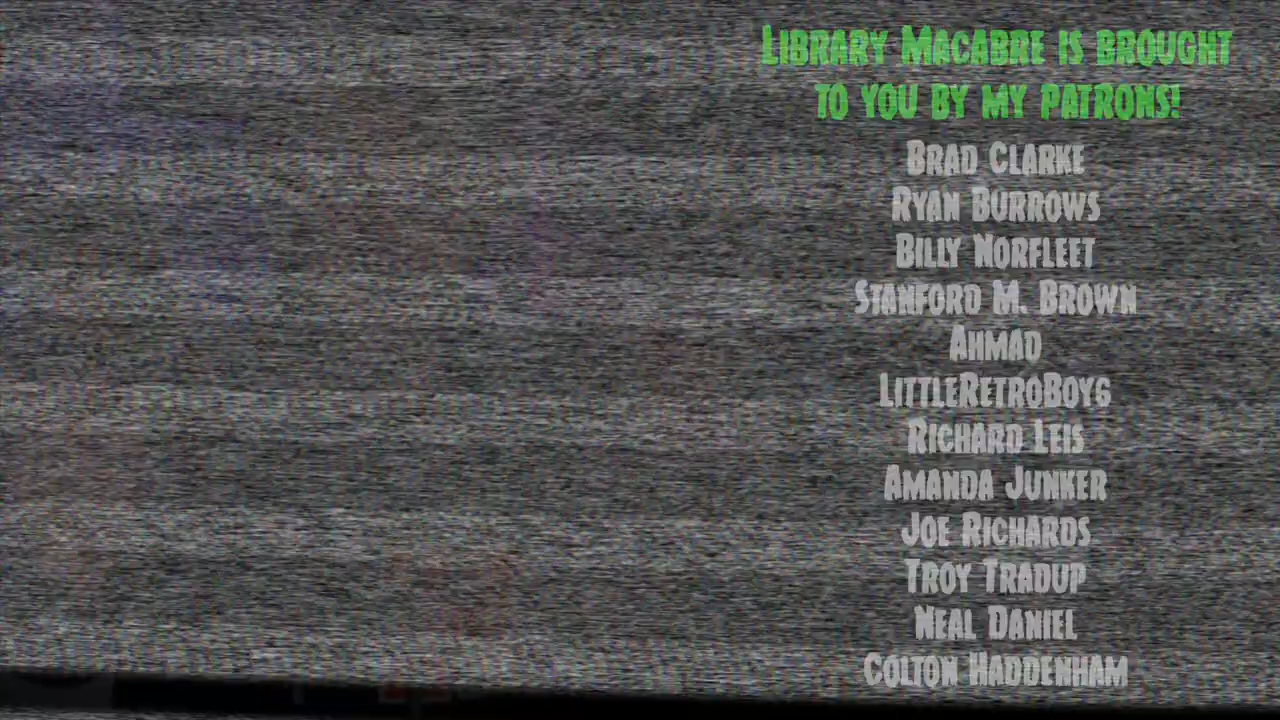 Library Macabre is brought
to you by my patrons!
Brad Clarke
Ryan Burrows
Billy Norfleet
Stanford M. Brown
Ahmad
LittleRetroBoy6
Richard Leis
Amanda Junker
Joe Richards
Troy Tradup
Neal Daniel
Colton Haddenham